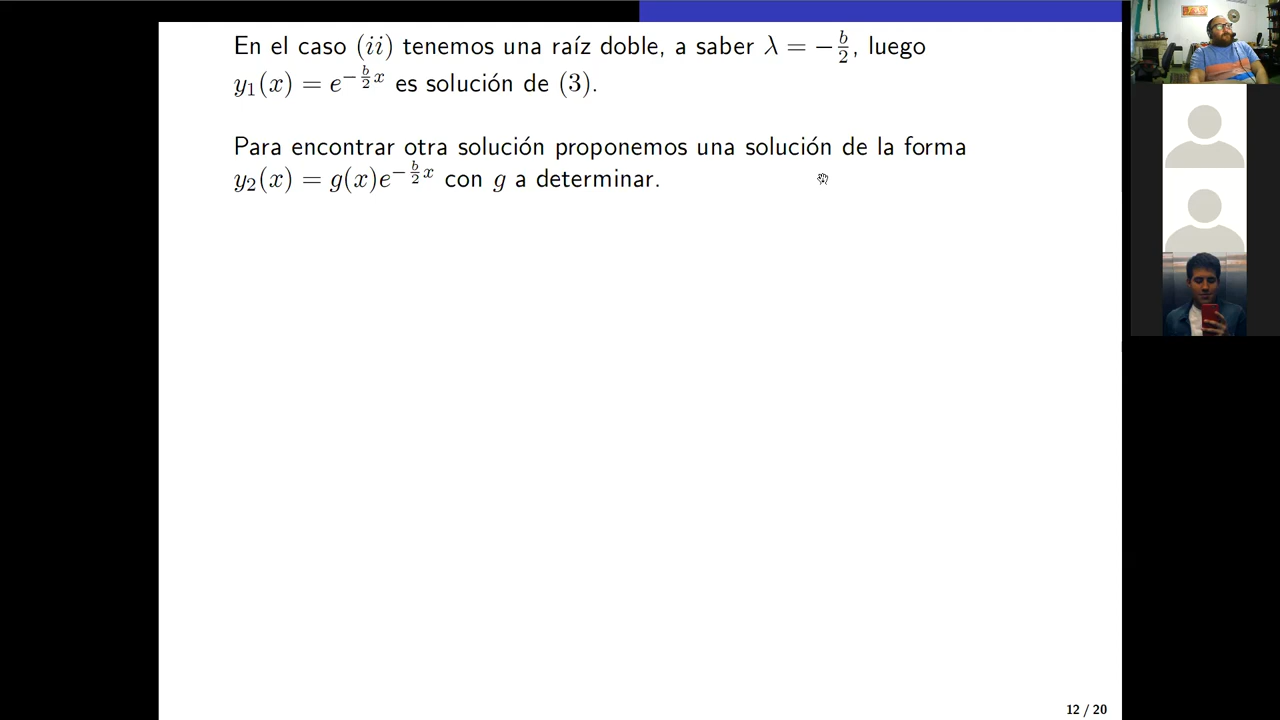 En el caso (ii) tenemos una raíz doble, a saber λ = −b/2, luego
y₁(x) = e^{−b/2 x} es solución de (3).
Para encontrar otra solución proponemos una solución de la forma
y₂(x) = g(x)e^{−b/2 x} con g a determinar.
12 / 20